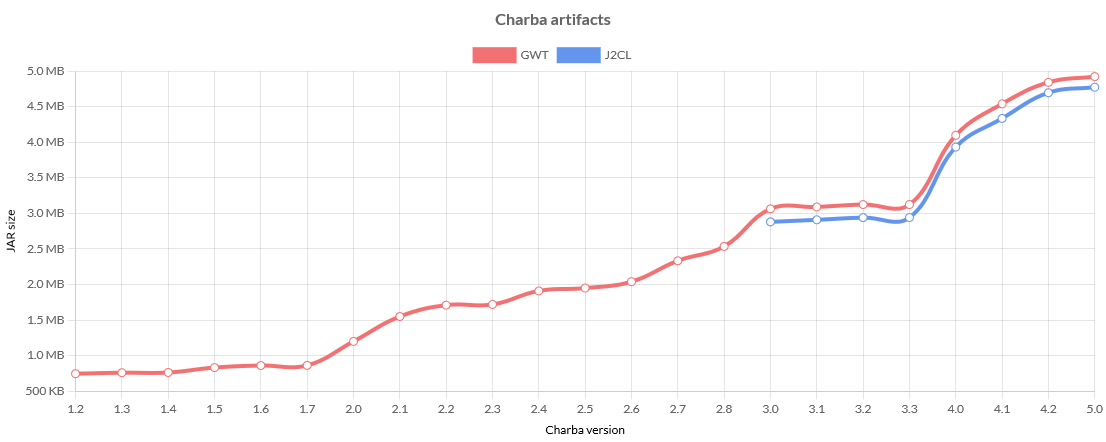 Charba artifacts
GWT J2CL
5.0 MB
4.5 MB
4.0 MB
3.5 MB
3.0 MB
2.5 MB
2.0 MB
1.5 MB
1.0 MB
500 KB
JAR size
1.2 1.3 1.4 1.5 1.6 1.7 2.0 2.1 2.2 2.3 2.4 2.5 2.6 2.7 2.8 3.0 3.1 3.2 3.3 4.0 4.1 4.2 5.0
Charba version